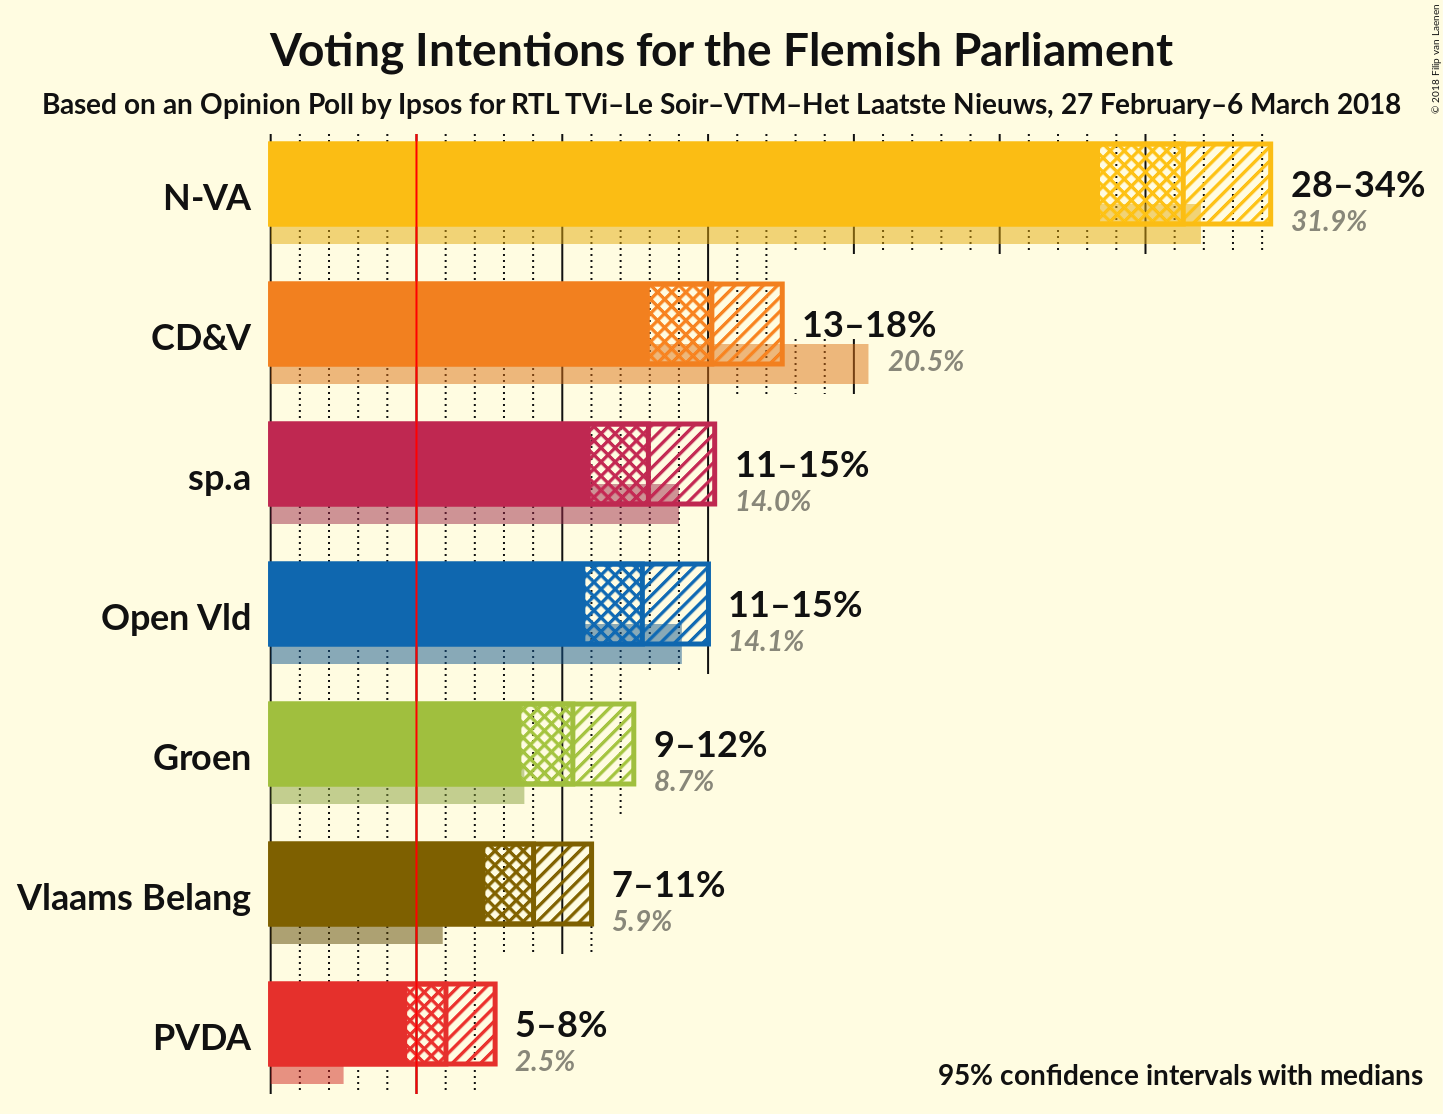 Voting Intentions for the Flemish Parliament
Based on an Opinion Poll by Ipsos for RTL TVi–Le Soir–VTM–Het Laatste Nieuws, 27 February–6 March 2018
© 2018 Filip van Laenen
N-VA
28–34%
31.9%
CD&V
13–18%
20.5%
sp.a
11–15%
14.0%
Open Vld
11–15%
14.1%
Groen
9–12%
8.7%
Vlaams Belang
7–11%
5.9%
PVDA
5–8%
2.5%
95% confidence intervals with medians